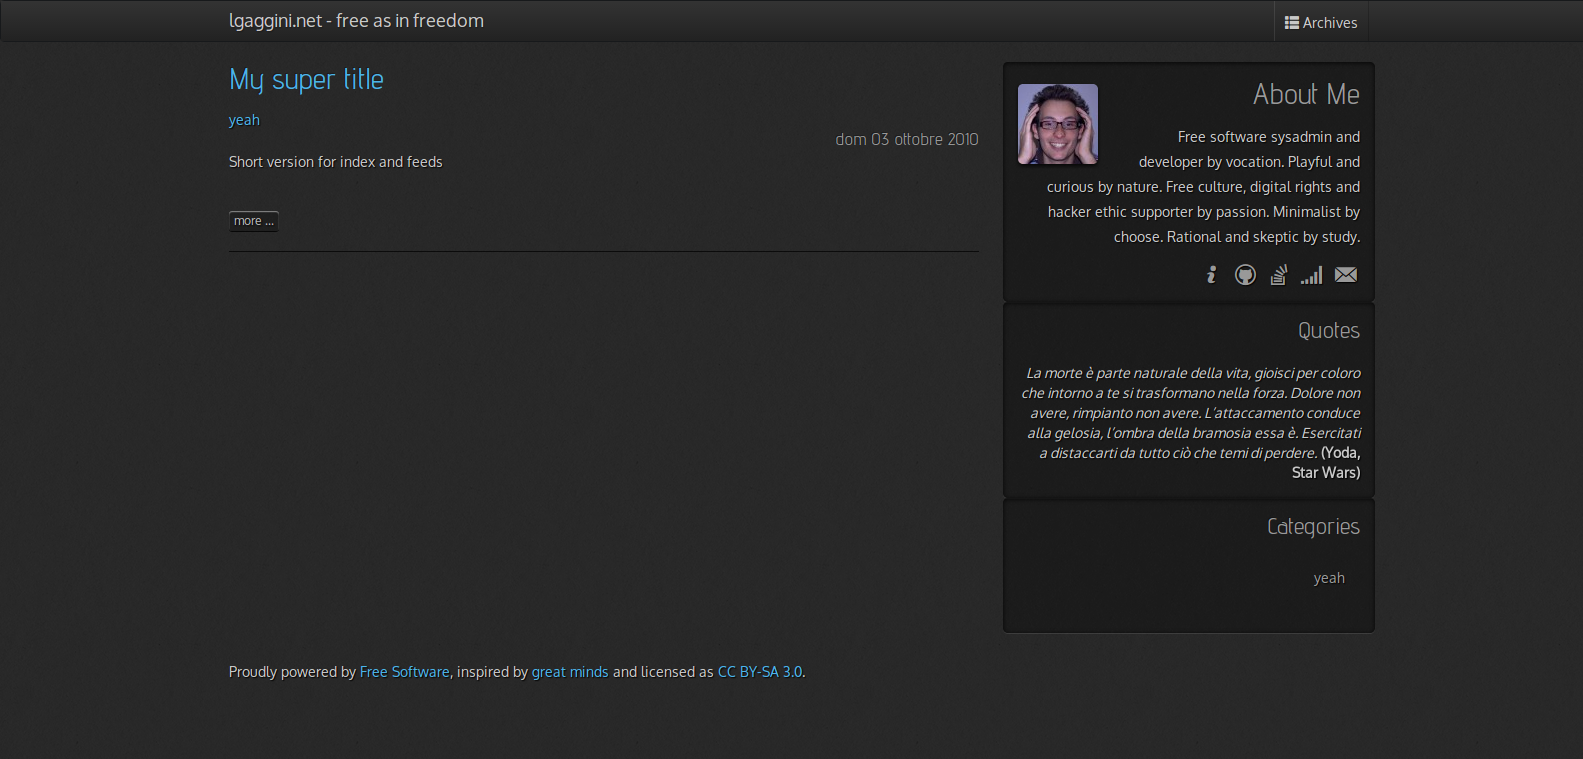 lgaggini.net - free as in freedom
Archives
My super title
yeah
dom 03 ottobre 2010
Short version for index and feeds
more ...
About Me
Free software sysadmin and
developer by vocation. Playful and
curious by nature. Free culture, digital rights and
hacker ethic supporter by passion. Minimalist by
choose. Rational and skeptic by study.
Quotes
La morte è parte naturale della vita, gioisci per coloro
che intorno a te si trasformano nella forza. Dolore non
avere, rimpianto non avere. L'attaccamento conduce
alla gelosia, l'ombra della bramosia essa è. Esercitati
a distaccarti da tutto ciò che temi di perdere. (Yoda,
Star Wars)
Categories
yeah
Proudly powered by Free Software, inspired by great minds and licensed as CC BY-SA 3.0.